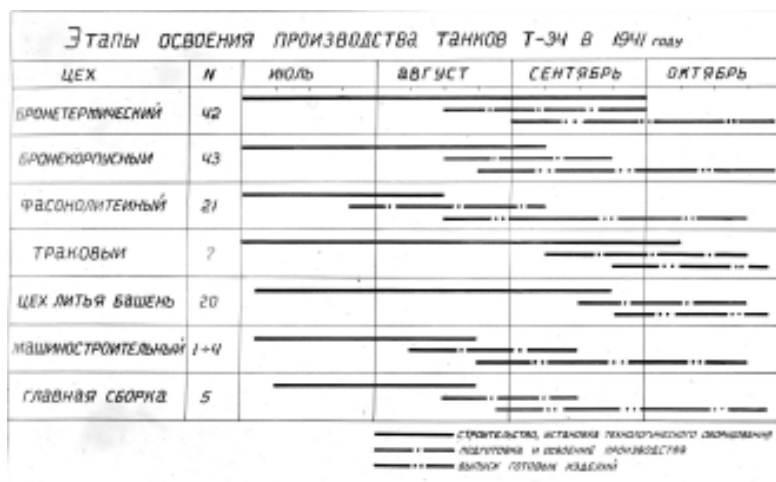 Этапы освоения производства танков Т-34 в 1941 году
ЦЕХ N ИЮЛЬ АВГУСТ СЕНТЯБРЬ ОКТЯБРЬ
БРОНЕТЕРМИЧЕСКИЙ 42
БРОНЕКОРПУСНЫЙ 43
ФАСОНОЛИТЕЙНЫЙ 21
ТРАКОВЫЙ 7
ЦЕХ ЛИТЬЯ БАШЕНЬ 20
МАШИНОСТРОИТЕЛЬНЫЙ 1÷4
ГЛАВНАЯ СБОРКА 5
СТРОИТЕЛЬСТВО, УСТАНОВКА ТЕХНОЛОГИЧЕСКОГО ОБОРУДОВАНИЯ
ПОДГОТОВКА И ОСВОЕНИЕ ПРОИЗВОДСТВА
ВЫПУСК ГОТОВЫХ ИЗДЕЛИЙ